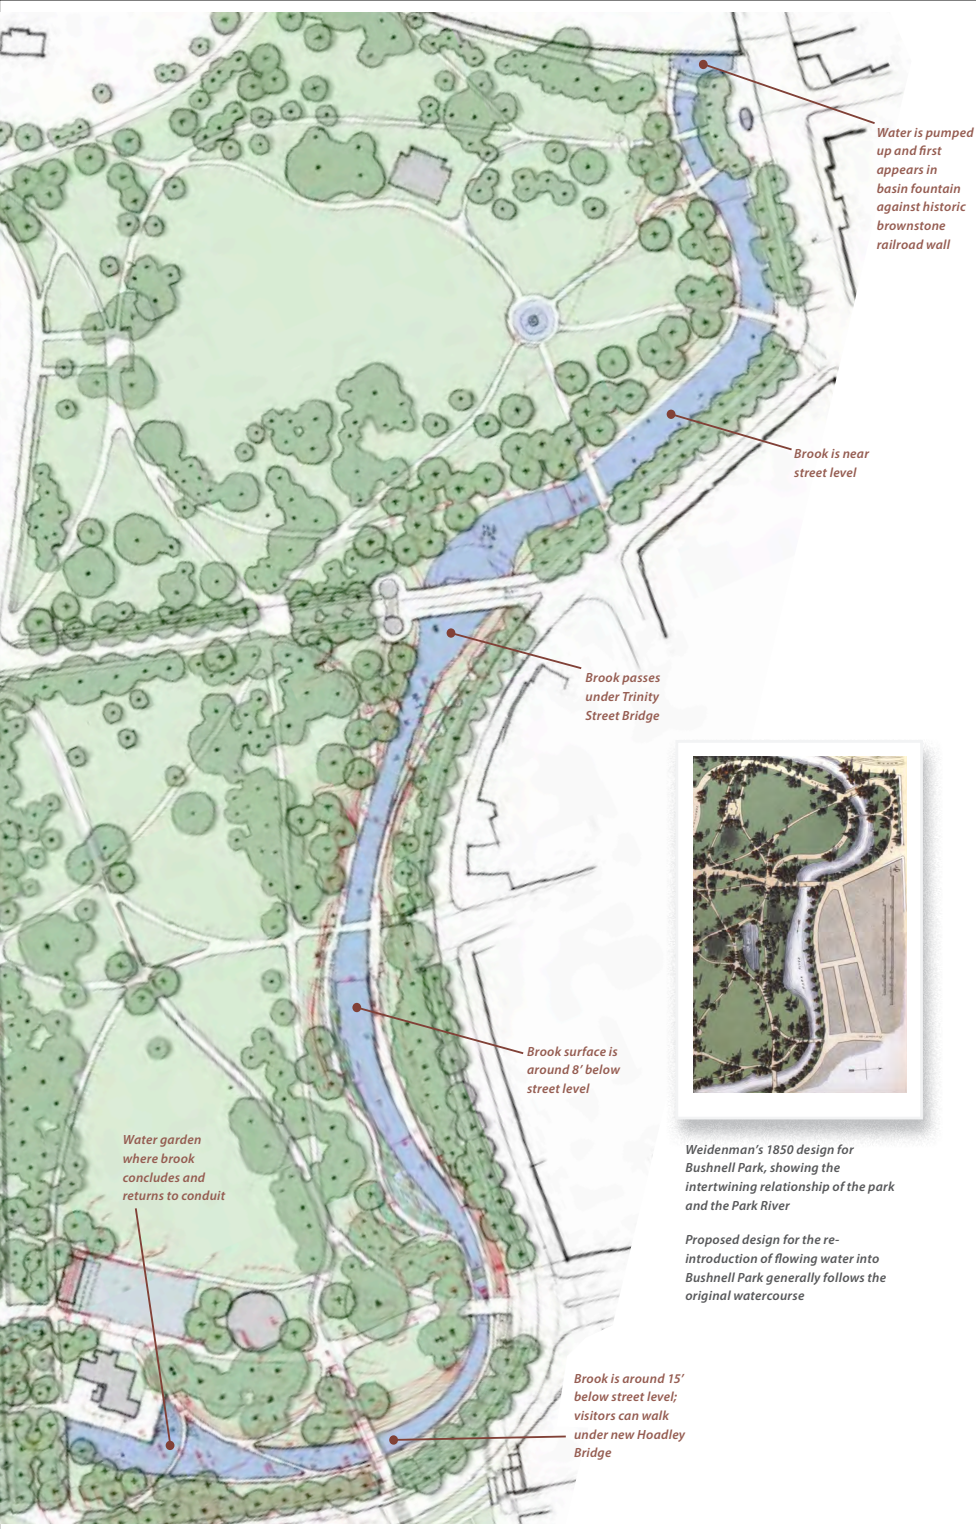 Water is pumped
up and first
appears in
basin fountain
against historic
brownstone
railroad wall
Brook is near
street level
Brook passes
under Trinity
Street Bridge
Brook surface is
around 8’ below
street level
Water garden
where brook
concludes and
returns to conduit
Weidenman’s 1850 design for
Bushnell Park, showing the
intertwining relationship of the park
and the Park River
Proposed design for the re-
introduction of flowing water into
Bushnell Park generally follows the
original watercourse
Brook is around 15’
below street level;
visitors can walk
under new Hoadley
Bridge